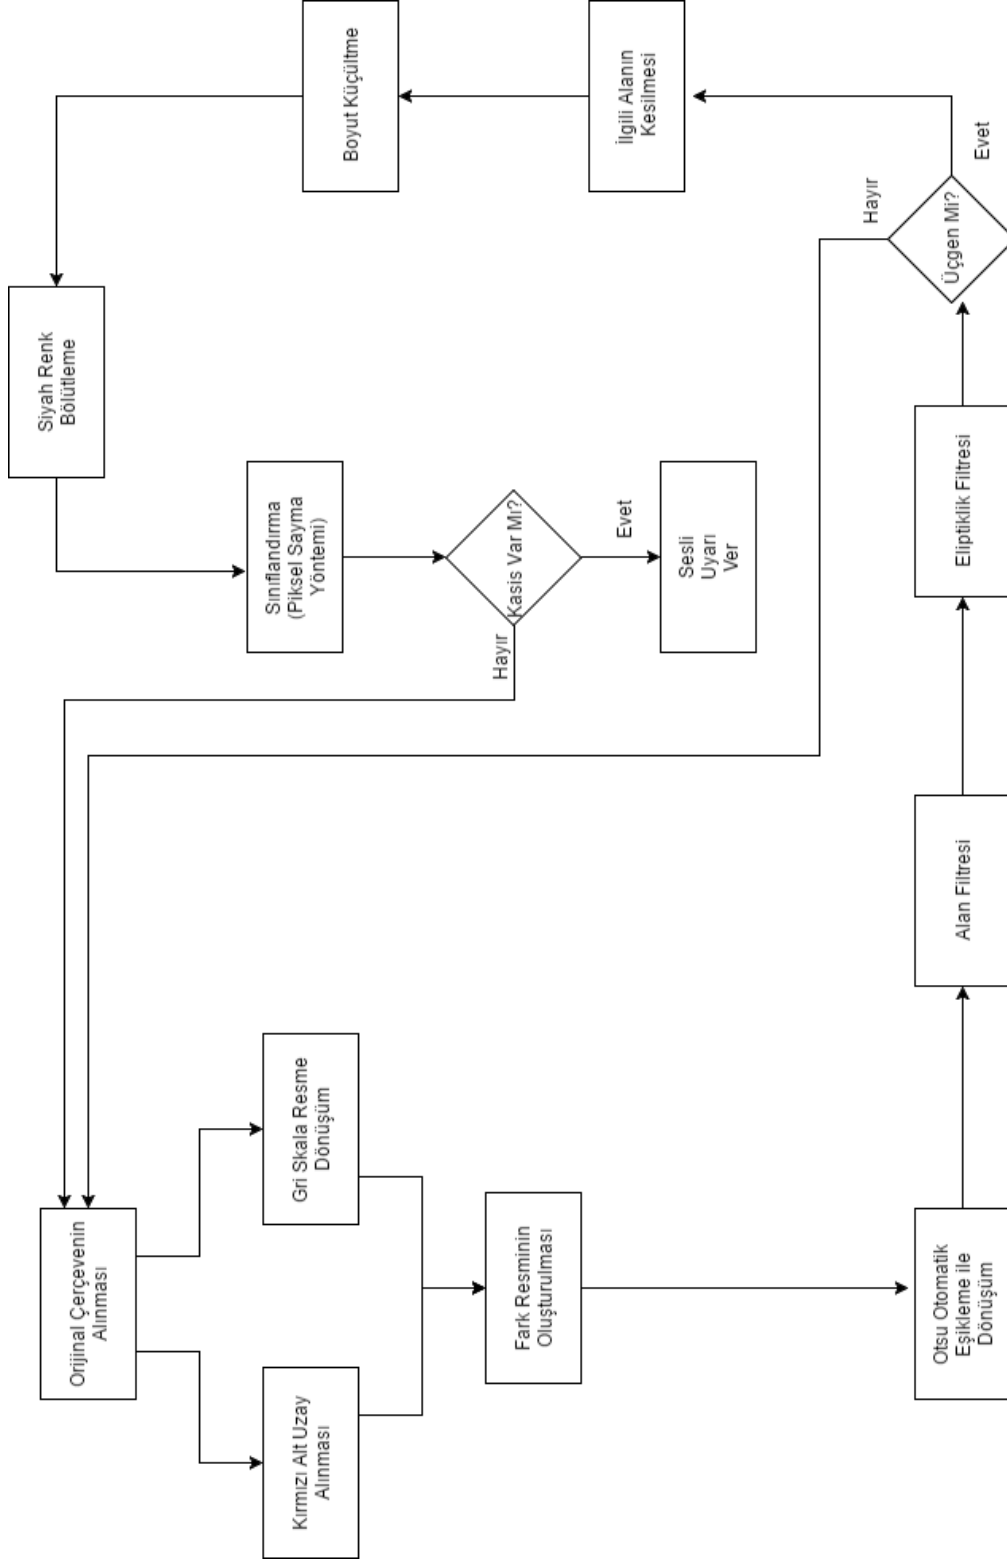 Orijinal Çerçevenin
Alınması
Kırmızı Alt Uzay
Alınması
Gri Skala Resme
Dönüşüm
Fark Resminin
Oluşturulması
Otsu Otomatik
Eşikleme ile
Dönüşüm
Alan Filtresi
Eliptiklik Filtresi
Üçgen Mi?
Hayır
Evet
İlgili Alanın
Kesilmesi
Boyut Küçültme
Siyah Renk
Bölütleme
Sınıflandırma
(Piksel Sayma
Yöntemi)
Kasis Var Mı?
Hayır
Evet
Sesli
Uyarı
Ver